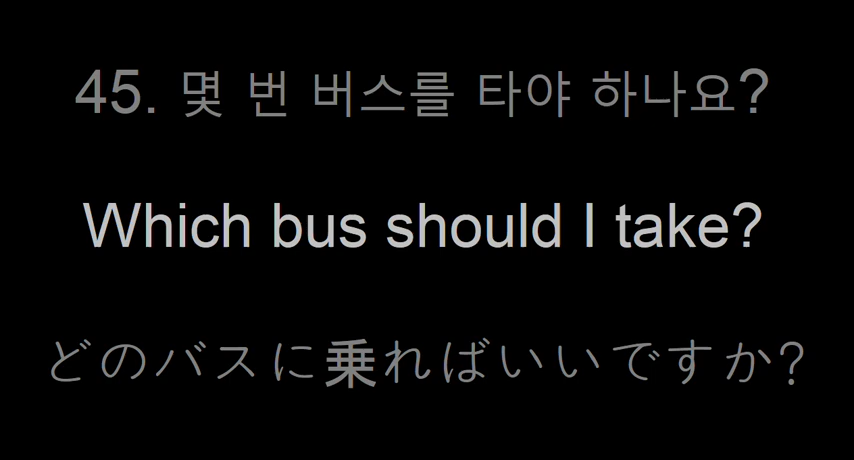 45. 몇 번 버스를 타야 하나요?
Which bus should I take?
どのバスに乗ればいいですか?